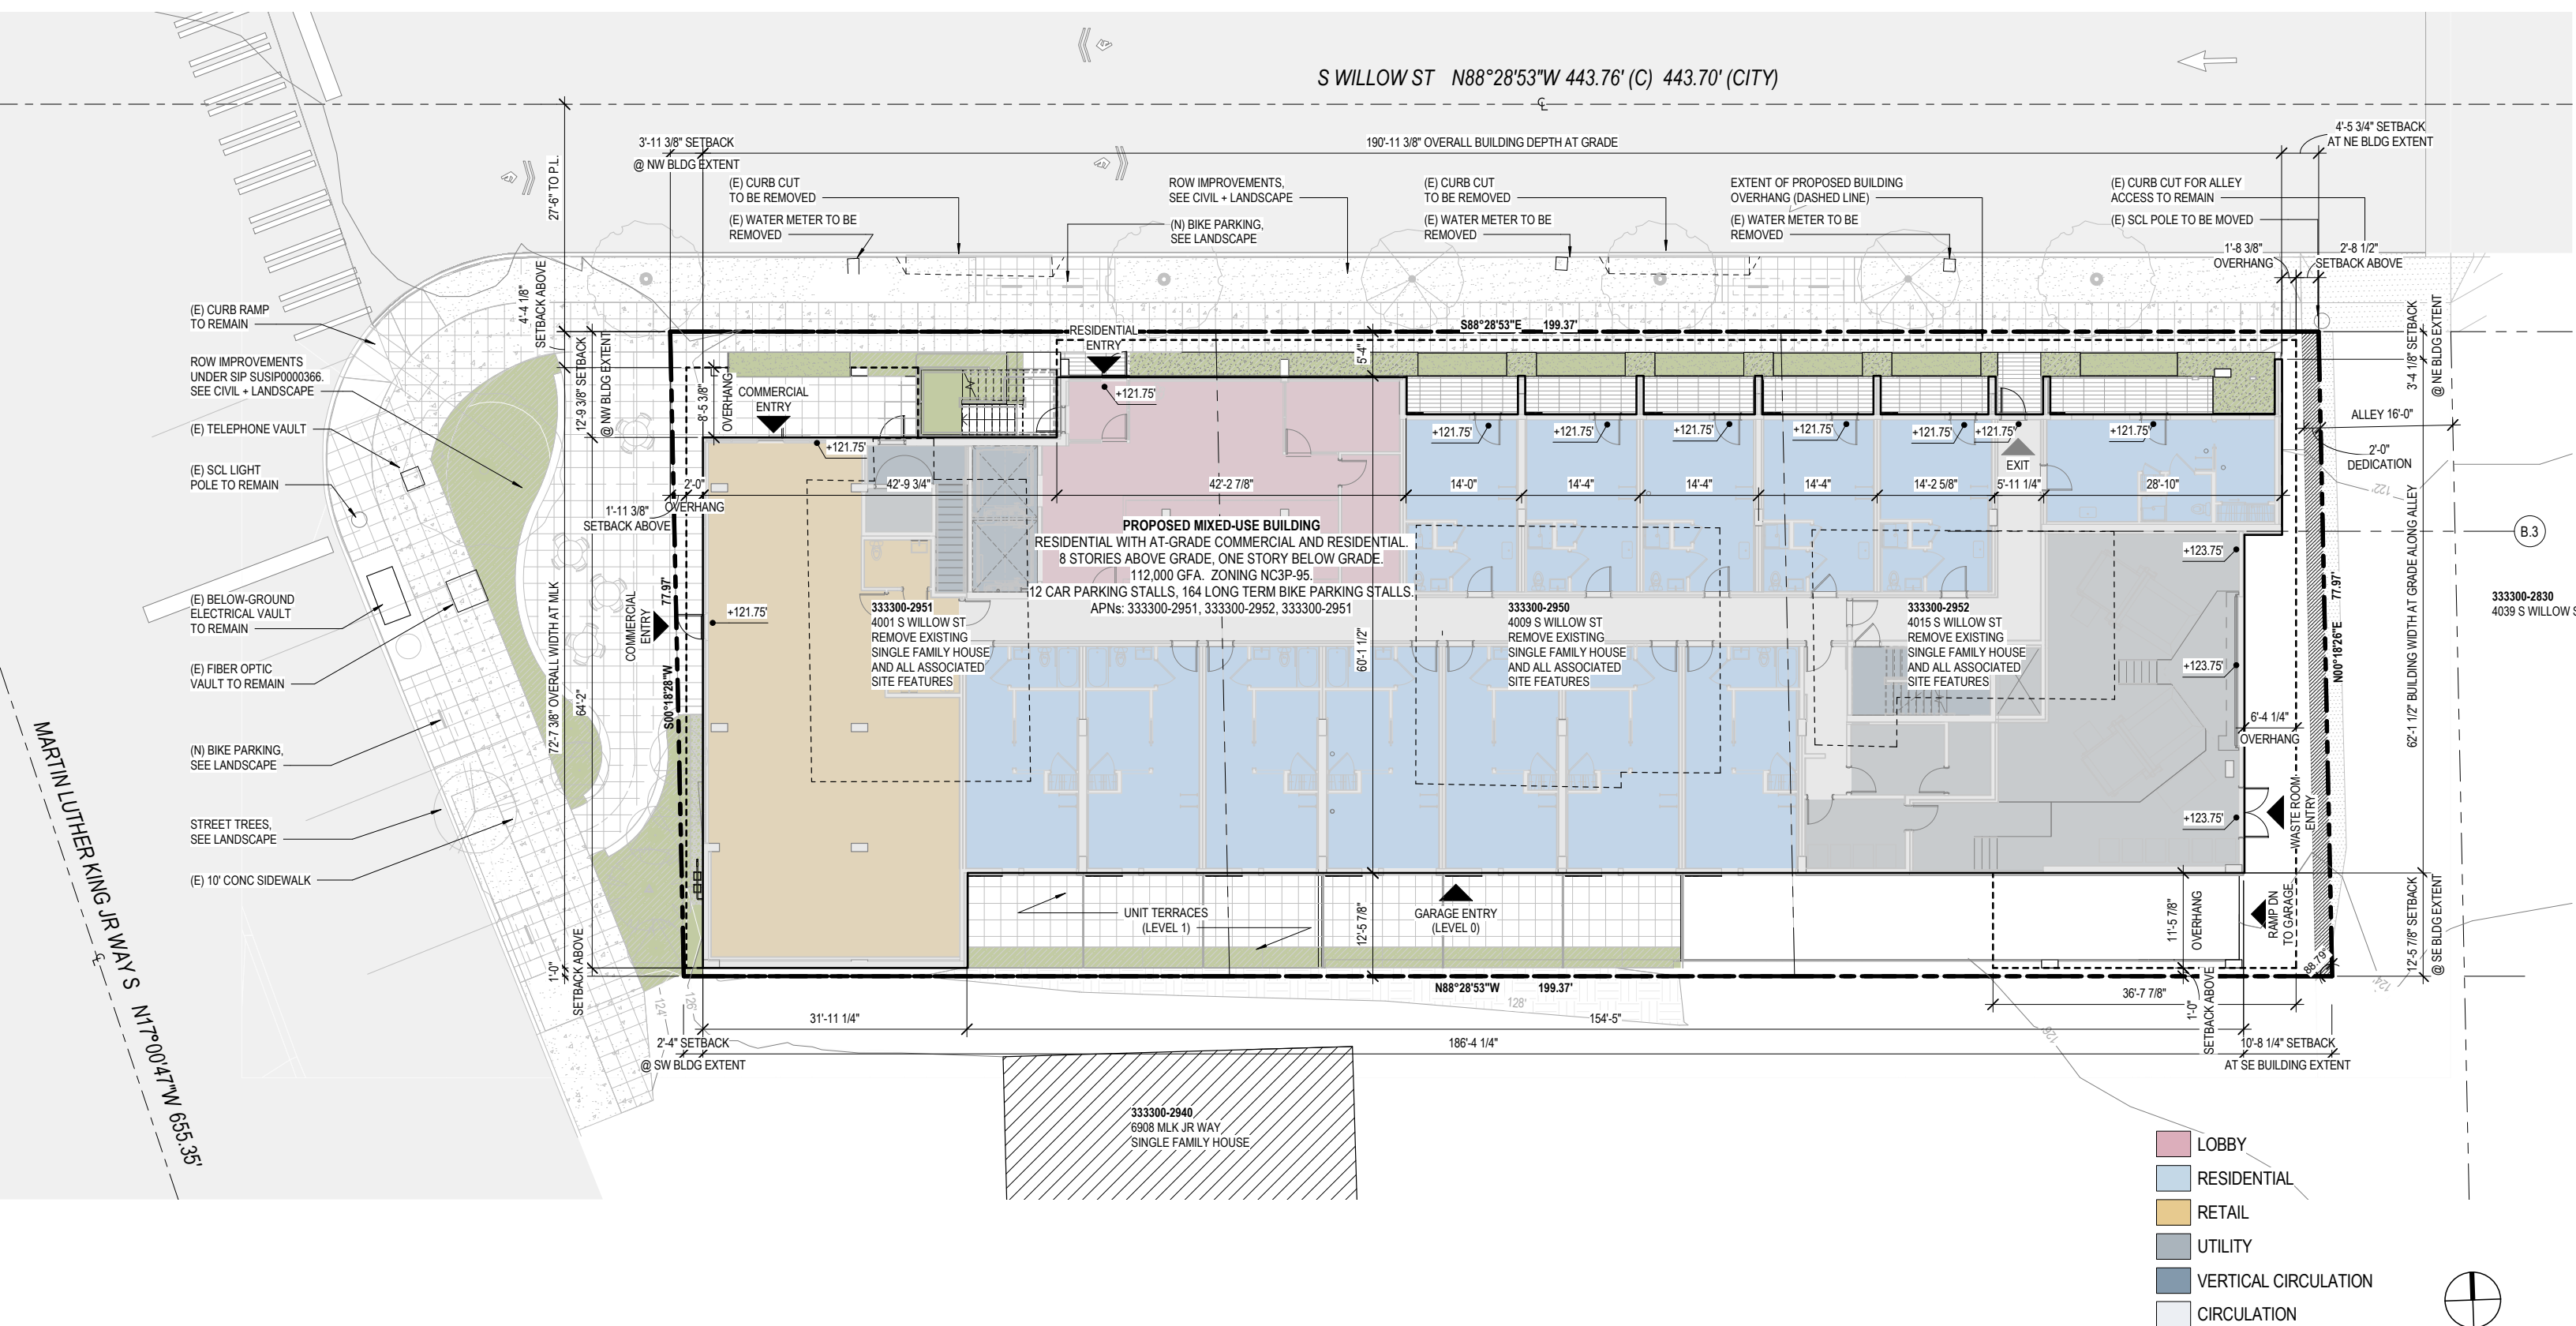 S WILLOW ST N88°28'53"W 443.76' (C) 443.70' (CITY)
℄
3'-11 3/8" SETBACK
@ NW BLDG EXTENT
190'-11 3/8" OVERALL BUILDING DEPTH AT GRADE
4'-5 3/4" SETBACK
AT NE BLDG EXTENT
27'-6" TO P.L.
(E) CURB CUT
TO BE REMOVED
(E) WATER METER TO BE
REMOVED
ROW IMPROVEMENTS,
SEE CIVIL + LANDSCAPE
(N) BIKE PARKING,
SEE LANDSCAPE
(E) CURB CUT
TO BE REMOVED
(E) WATER METER TO BE
REMOVED
EXTENT OF PROPOSED BUILDING
OVERHANG (DASHED LINE)
(E) WATER METER TO BE
REMOVED
(E) CURB CUT FOR ALLEY
ACCESS TO REMAIN
(E) SCL POLE TO BE MOVED
1'-8 3/8"
OVERHANG
2'-8 1/2"
SETBACK ABOVE
4'-4 1/8"
SETBACK ABOVE
(E) CURB RAMP
TO REMAIN
ROW IMPROVEMENTS
UNDER SIP SUSIP0000366.
SEE CIVIL + LANDSCAPE
(E) TELEPHONE VAULT
(E) SCL LIGHT
POLE TO REMAIN
(E) BELOW-GROUND
ELECTRICAL VAULT
TO REMAIN
(E) FIBER OPTIC
VAULT TO REMAIN
(N) BIKE PARKING,
SEE LANDSCAPE
STREET TREES,
SEE LANDSCAPE
(E) 10' CONC SIDEWALK
MARTIN LUTHER KING JR WAY S N17°00'47"W 655.35'
℄
12'-9 3/8" SETBACK
@ NW BLDG EXTENT
72'-7 3/8" OVERALL WIDTH AT MLK
64'-2"
1'-0"
SETBACK ABOVE
1'-11 3/8"
SETBACK ABOVE
2'-0"
OVERHANG
8'-5 3/8"
OVERHANG
COMMERCIAL
ENTRY
RESIDENTIAL
ENTRY
S88°28'53"E 199.37'
5'-4"
+121.75'
+121.75'
+121.75'
+121.75'
+121.75'
+121.75'
+121.75'
+121.75'
+121.75'
EXIT
42'-9 3/4"
42'-2 7/8"
14'-0"
14'-4"
14'-4"
14'-4"
14'-2 5/8"
5'-11 1/4"
28'-10"
3'-4 1/8" SETBACK
@ NE BLDG EXTENT
ALLEY 16'-0"
2'-0"
DEDICATION
122'
B.3
PROPOSED MIXED-USE BUILDING
RESIDENTIAL WITH AT-GRADE COMMERCIAL AND RESIDENTIAL.
8 STORIES ABOVE GRADE, ONE STORY BELOW GRADE.
112,000 GFA. ZONING NC3P-95.
12 CAR PARKING STALLS, 164 LONG TERM BIKE PARKING STALLS.
APNs: 333300-2951, 333300-2952, 333300-2951
COMMERCIAL
ENTRY
77.97'
S00°18'28"W
+121.75'
333300-2951
4001 S WILLOW ST
REMOVE EXISTING
SINGLE FAMILY HOUSE
AND ALL ASSOCIATED
SITE FEATURES
60'-1 1/2"
333300-2950
4009 S WILLOW ST
REMOVE EXISTING
SINGLE FAMILY HOUSE
AND ALL ASSOCIATED
SITE FEATURES
333300-2952
4015 S WILLOW ST
REMOVE EXISTING
SINGLE FAMILY HOUSE
AND ALL ASSOCIATED
SITE FEATURES
+123.75'
+123.75'
+123.75'
77.97'
N00°18'26"E
62'-1 1/2" BUILDING WIDTH AT GRADE ALONG ALLEY
333300-2830
4039 S WILLOW S
6'-4 1/4"
OVERHANG
WASTE ROOM
ENTRY
UNIT TERRACES
(LEVEL 1)
GARAGE ENTRY
(LEVEL 0)
12'-5 7/8"
11'-5 7/8"
OVERHANG
RAMP DN
TO GARAGE
12'-5 7/8" SETBACK
@ SE BLDG EXTENT
88.79°
124'
N88°28'53"W 199.37'
124'
126'
128'
126'
1'-0"
SETBACK ABOVE
36'-7 7/8"
31'-11 1/4"
154'-5"
2'-4" SETBACK
@ SW BLDG EXTENT
186'-4 1/4"
10'-8 1/4" SETBACK
AT SE BUILDING EXTENT
333300-2940
6908 MLK JR WAY
SINGLE FAMILY HOUSE
LOBBY
RESIDENTIAL
RETAIL
UTILITY
VERTICAL CIRCULATION
CIRCULATION